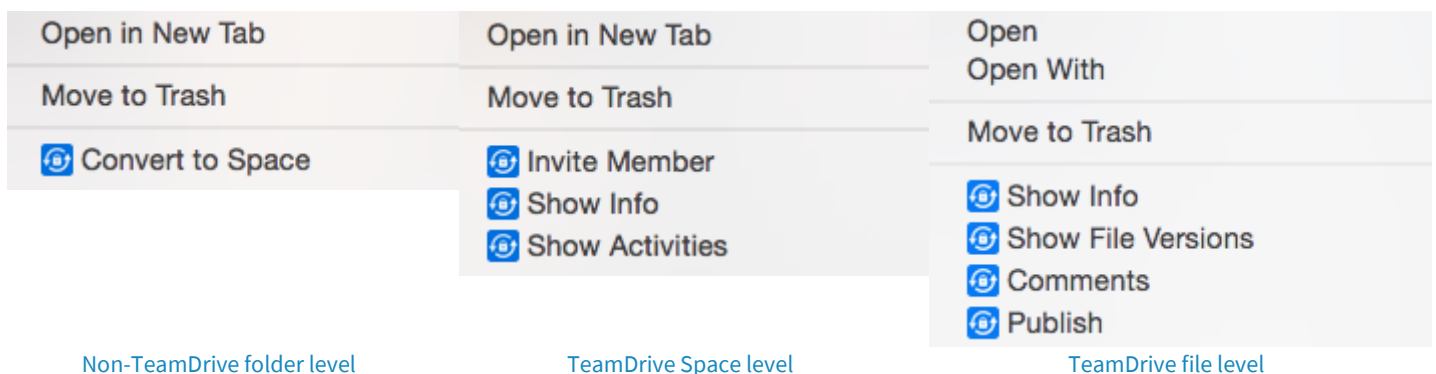 Open in New Tab
Move to Trash
Convert to Space
Non-TeamDrive folder level
Open in New Tab
Move to Trash
Invite Member
Show Info
Show Activities
TeamDrive Space level
Open
Open With
Move to Trash
Show Info
Show File Versions
Comments
Publish
TeamDrive file level